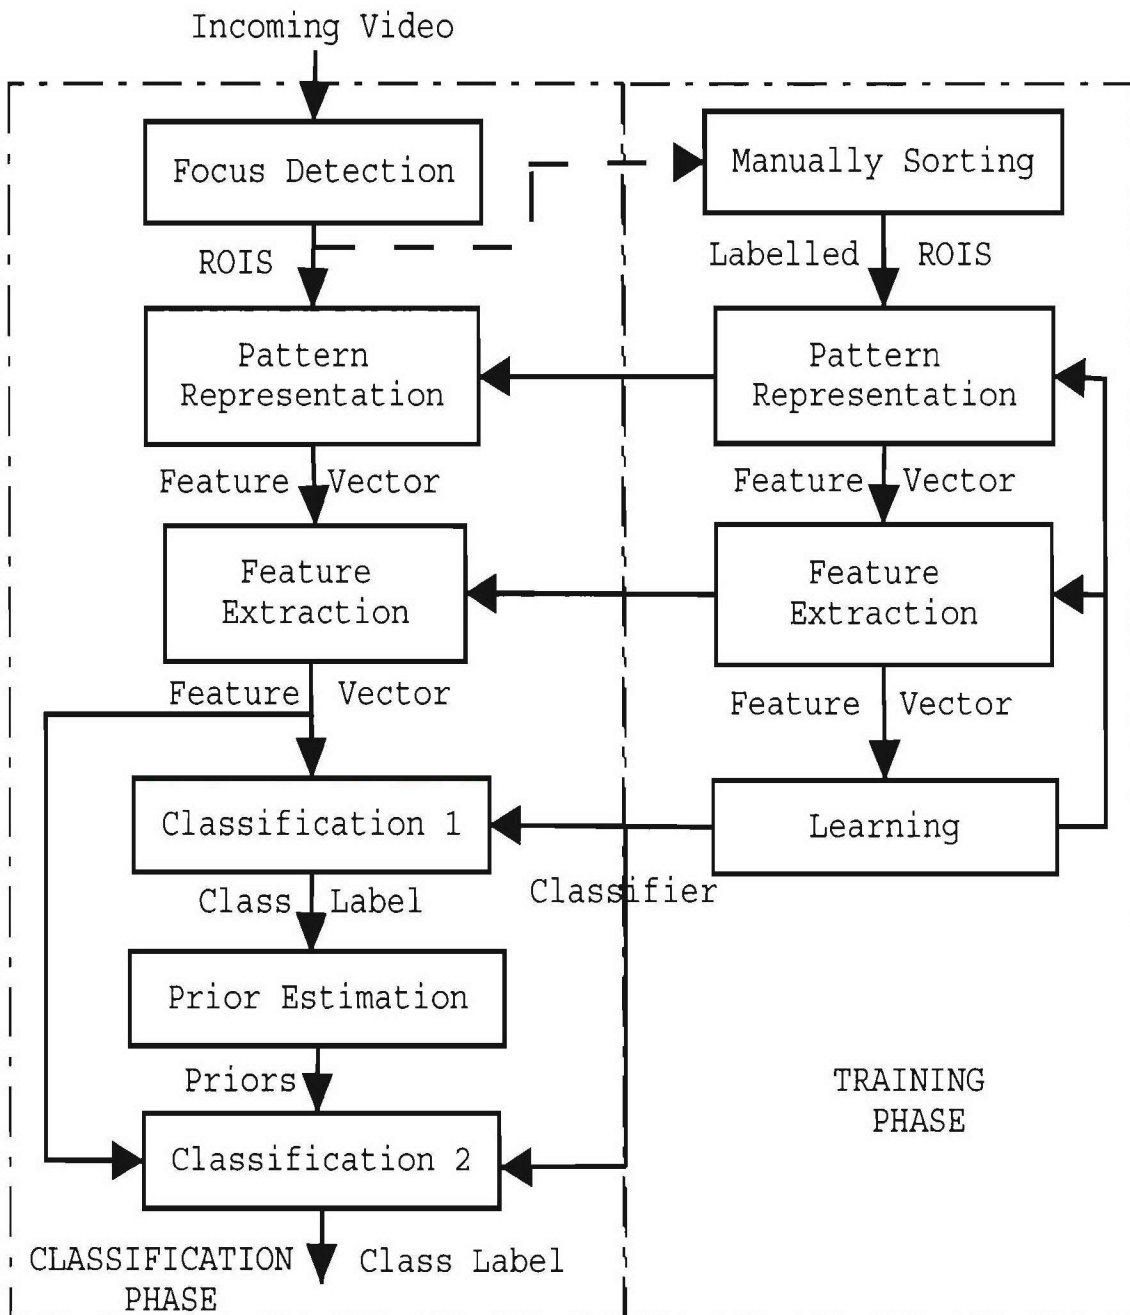 Incoming Video
Focus Detection
ROIS
Pattern
Representation
Feature Vector
Feature
Extraction
Feature Vector
Classification 1
Class Label
Prior Estimation
Priors
Classification 2
CLASSIFICATION
PHASE
Class Label
Manually Sorting
Labelled ROIS
Pattern
Representation
Feature Vector
Feature
Extraction
Feature Vector
Learning
Classifier
TRAINING
PHASE